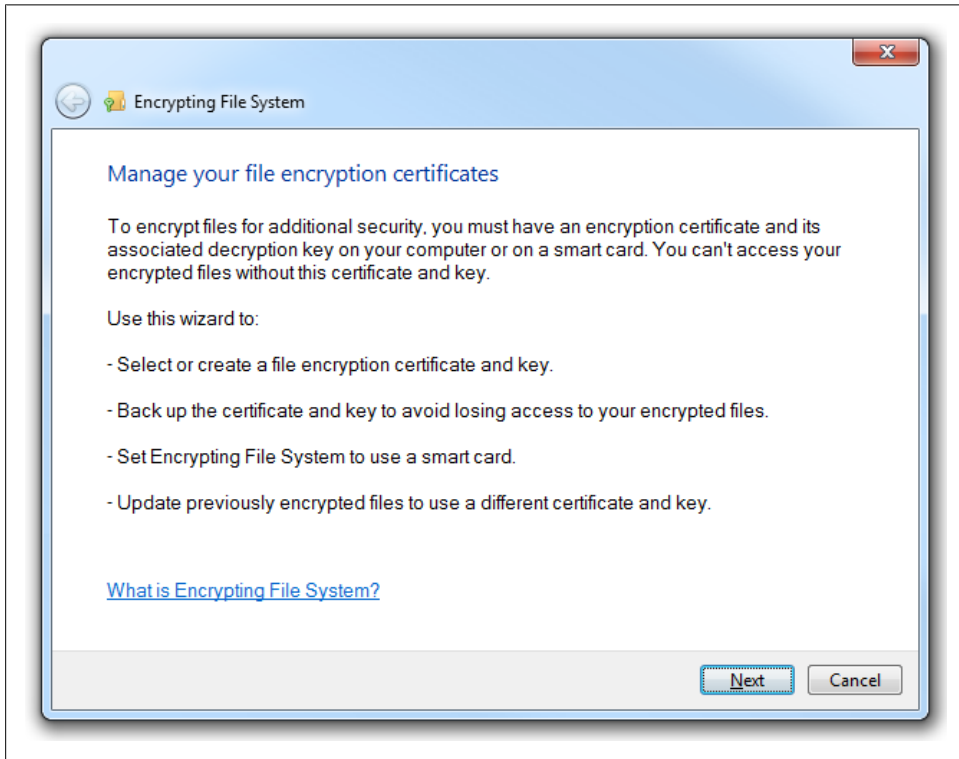 Encrypting File System
Manage your file encryption certificates
To encrypt files for additional security, you must have an encryption certificate and its
associated decryption key on your computer or on a smart card. You can't access your
encrypted files without this certificate and key.
Use this wizard to:
- Select or create a file encryption certificate and key.
- Back up the certificate and key to avoid losing access to your encrypted files.
- Set Encrypting File System to use a smart card.
- Update previously encrypted files to use a different certificate and key.
What is Encrypting File System?
Next Cancel